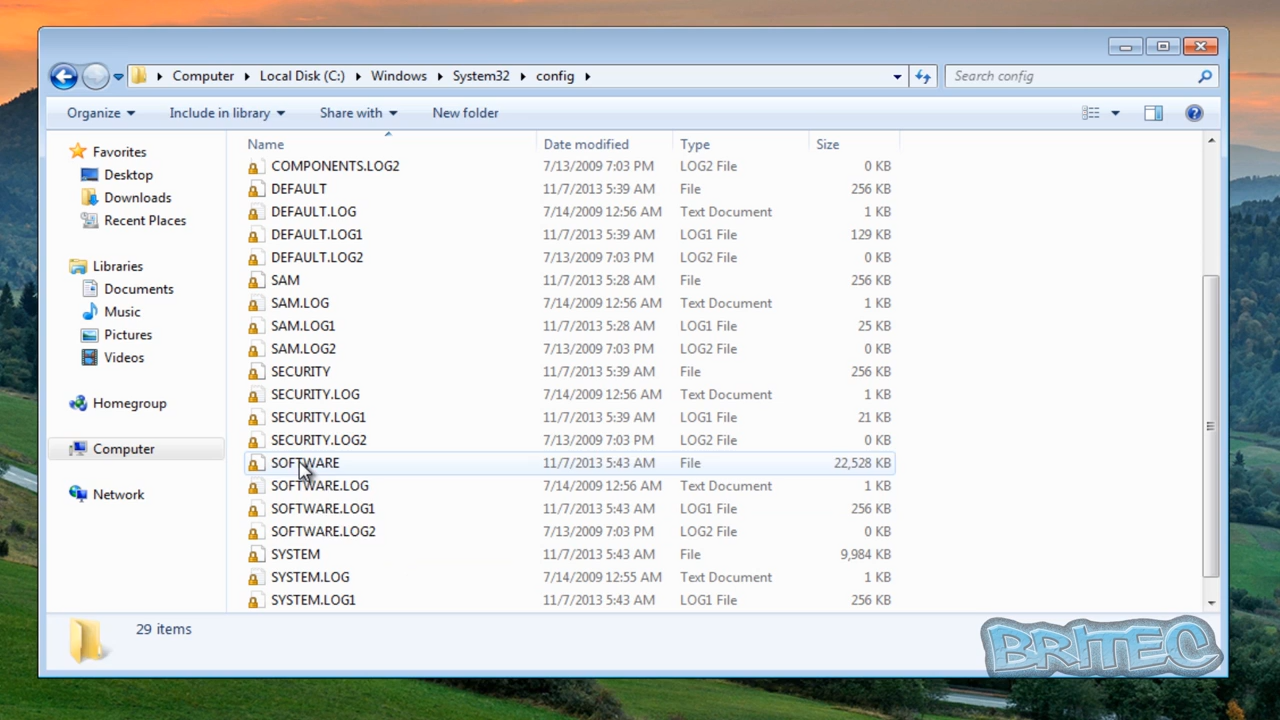 Computer Local Disk (C:) Windows System32 config
Search config
Organize Include in library Share with New folder
Name Date modified Type Size
Favorites
Desktop
Downloads
Recent Places
Libraries
Documents
Music
Pictures
Videos
Homegroup
Computer
Network
COMPONENTS.LOG2 7/13/2009 7:03 PM LOG2 File 0 KB
DEFAULT 11/7/2013 5:39 AM File 256 KB
DEFAULT.LOG 7/14/2009 12:56 AM Text Document 1 KB
DEFAULT.LOG1 11/7/2013 5:39 AM LOG1 File 129 KB
DEFAULT.LOG2 7/13/2009 7:03 PM LOG2 File 0 KB
SAM 11/7/2013 5:28 AM File 256 KB
SAM.LOG 7/14/2009 12:56 AM Text Document 1 KB
SAM.LOG1 11/7/2013 5:28 AM LOG1 File 25 KB
SAM.LOG2 7/13/2009 7:03 PM LOG2 File 0 KB
SECURITY 11/7/2013 5:39 AM File 256 KB
SECURITY.LOG 7/14/2009 12:56 AM Text Document 1 KB
SECURITY.LOG1 11/7/2013 5:39 AM LOG1 File 21 KB
SECURITY.LOG2 7/13/2009 7:03 PM LOG2 File 0 KB
SOFTWARE 11/7/2013 5:43 AM File 22,528 KB
SOFTWARE.LOG 7/14/2009 12:56 AM Text Document 1 KB
SOFTWARE.LOG1 11/7/2013 5:43 AM LOG1 File 256 KB
SOFTWARE.LOG2 7/13/2009 7:03 PM LOG2 File 0 KB
SYSTEM 11/7/2013 5:43 AM File 9,984 KB
SYSTEM.LOG 7/14/2009 12:55 AM Text Document 1 KB
SYSTEM.LOG1 11/7/2013 5:43 AM LOG1 File 256 KB
29 items
BRITEC